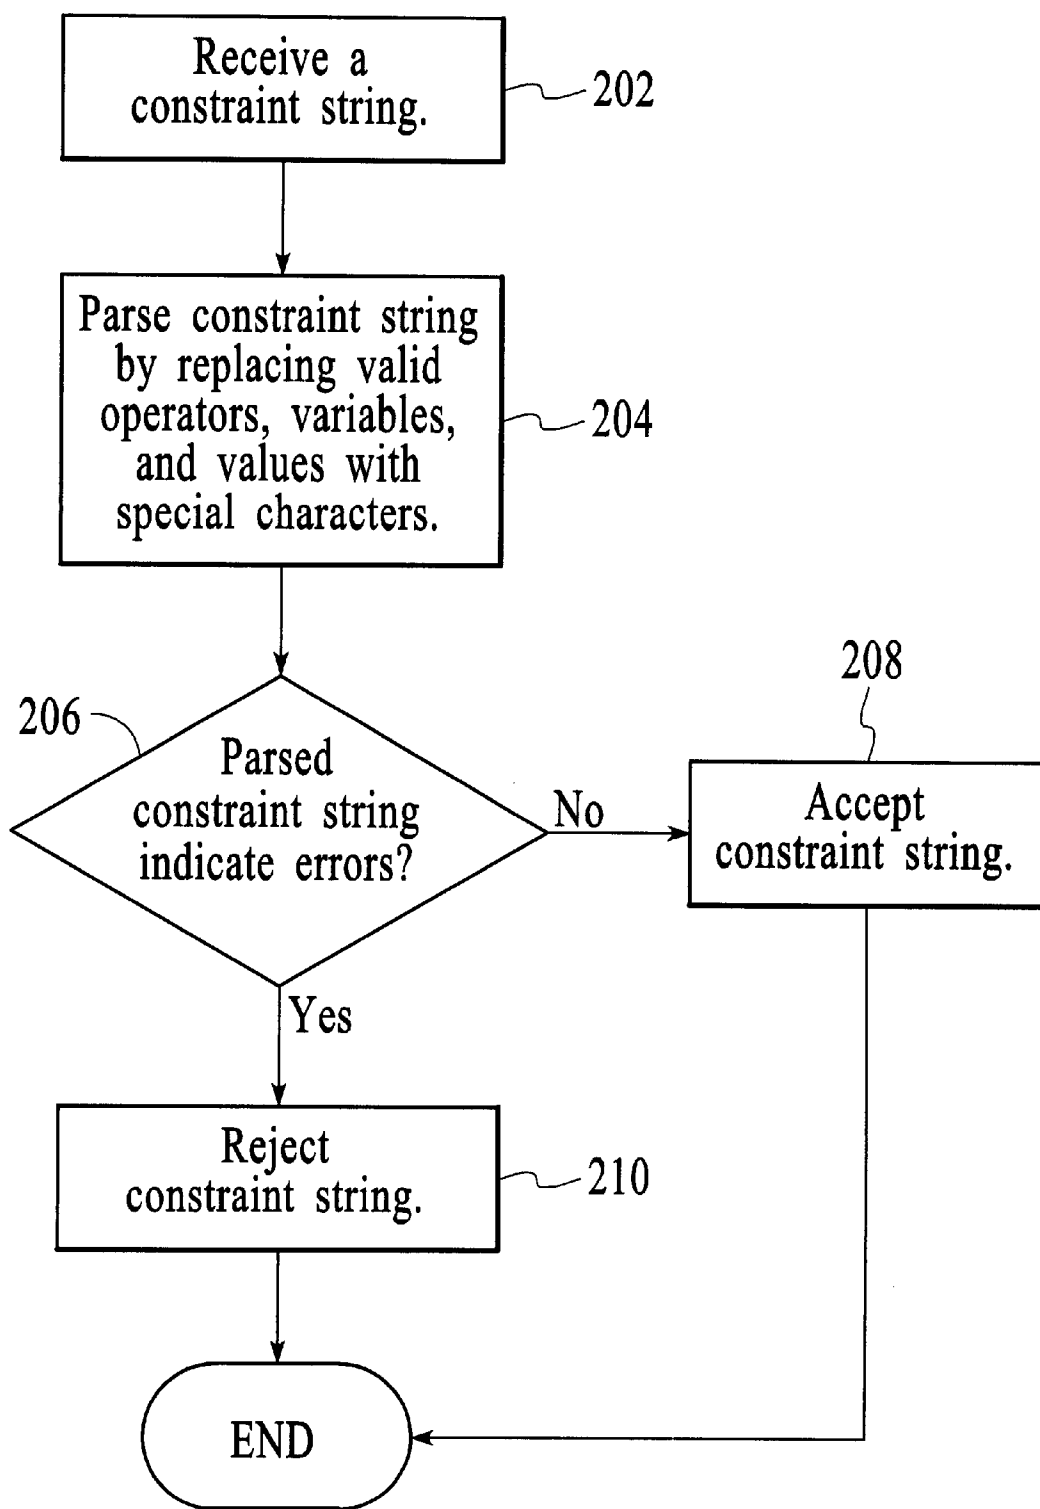 Receive a
constraint string.
202
Parse constraint string
by replacing valid
operators, variables,
and values with
special characters.
204
206
Parsed
constraint string
indicate errors?
No
208
Accept
constraint string.
Yes
Reject
constraint string.
210
END